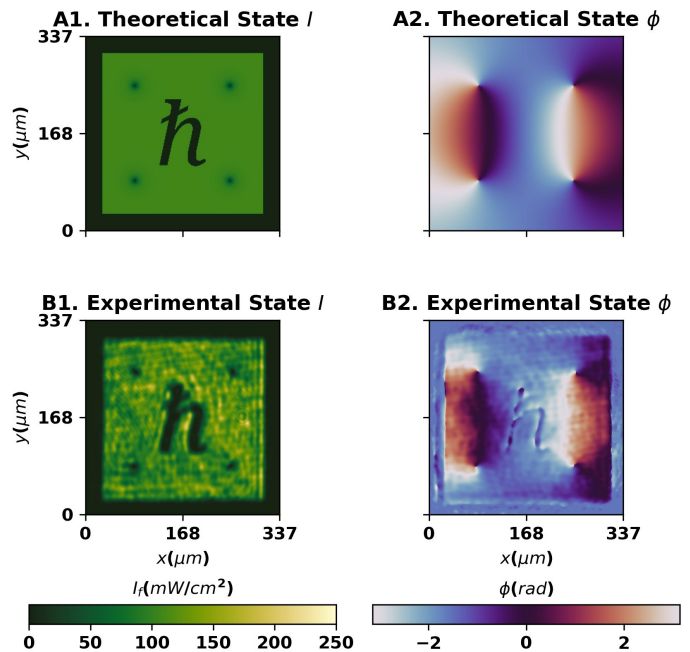 A1. Theoretical State I
A2. Theoretical State ϕ
337
168
0
y(μm)
ħ
B1. Experimental State I
B2. Experimental State ϕ
337
168
0
y(μm)
ħ
0 168 337
0 168 337
x(μm)
x(μm)
I_f(mW/cm²)
ϕ(rad)
0 50 100 150 200 250
−2 0 2